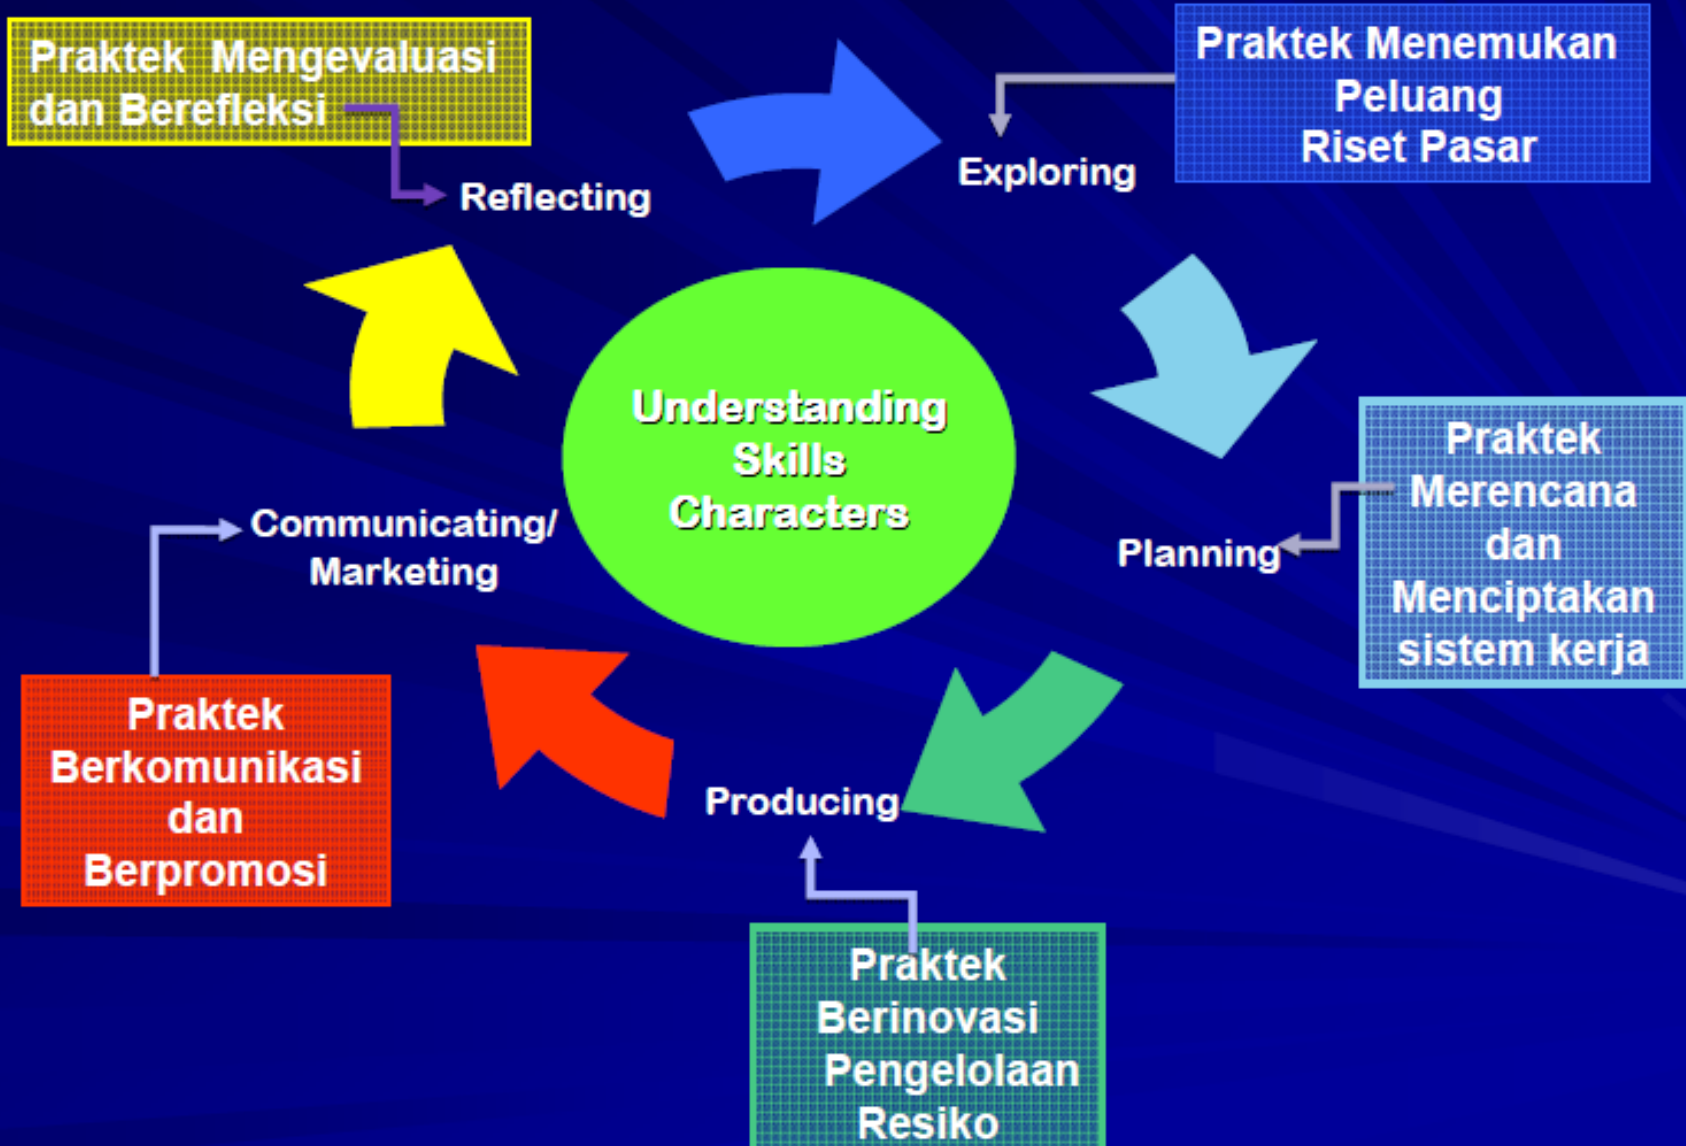 Praktek Mengevaluasi
dan Berefleksi
Reflecting
Praktek Menemukan
Peluang
Riset Pasar
Exploring
Understanding
Skills
Characters
Praktek
Merencana
dan
Menciptakan
sistem kerja
Planning
Communicating/
Marketing
Praktek
Berkomunikasi
dan
Berpromosi
Producing
Praktek
Berinovasi
Pengelolaan
Resiko